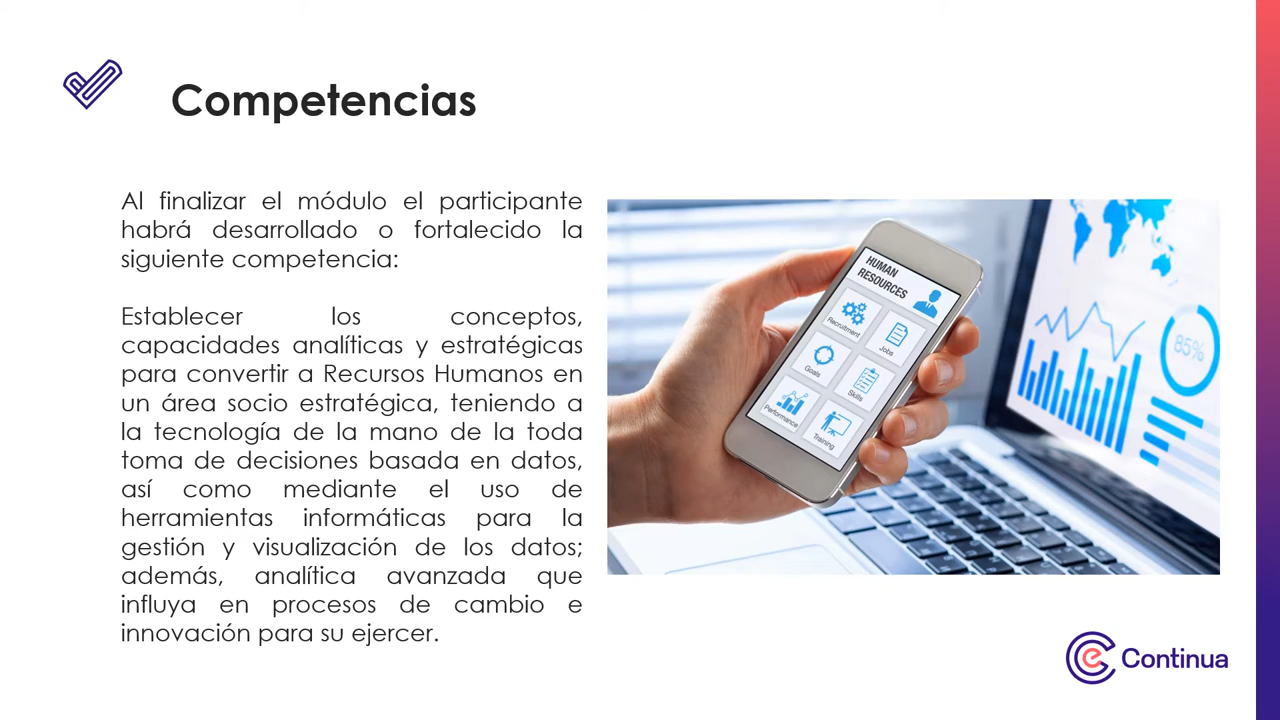 Competencias
Al finalizar el módulo el participante
habrá desarrollado o fortalecido la
siguiente competencia:
Establecer los conceptos,
capacidades analíticas y estratégicas
para convertir a Recursos Humanos en
un área socio estratégica, teniendo a
la tecnología de la mano de la toda
toma de decisiones basada en datos,
así como mediante el uso de
herramientas informáticas para la
gestión y visualización de los datos;
además, analítica avanzada que
influya en procesos de cambio e
innovación para su ejercer.
HUMAN
RESOURCES
Recruitment
Jobs
Goals
Skills
Performance
Training
85%
e Continua